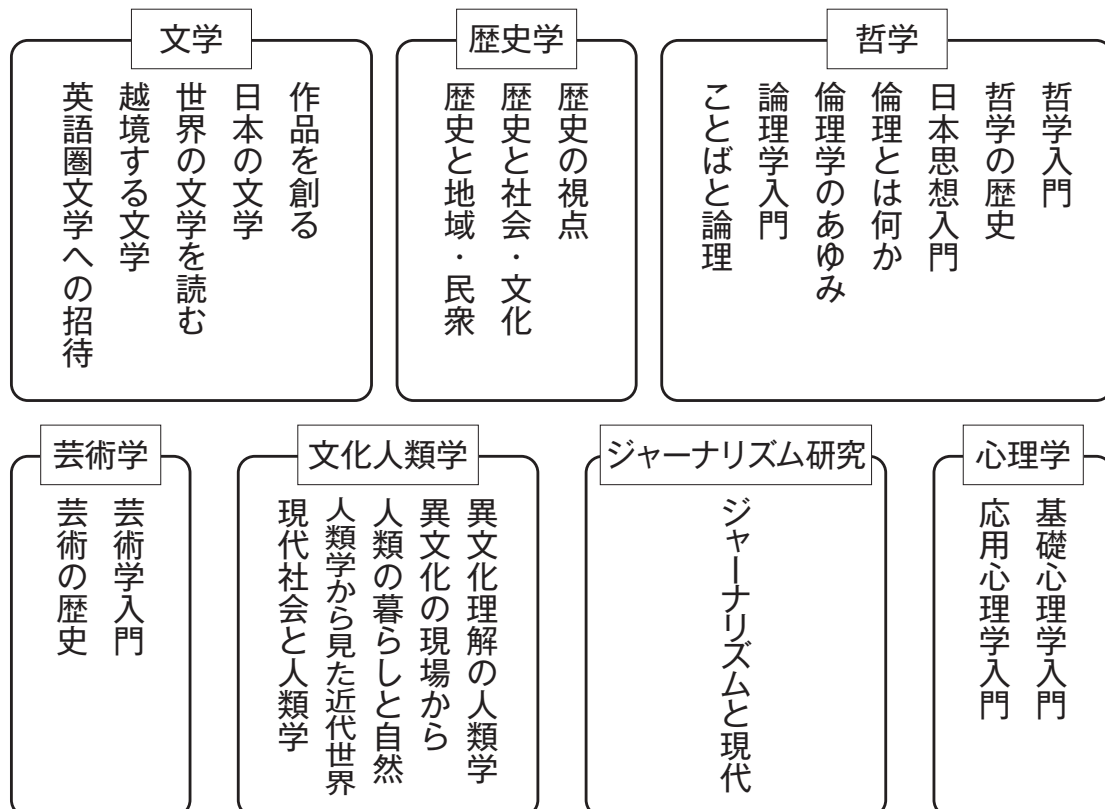 哲学
哲学入門
哲学の歴史
日本思想入門
倫理とは何か
倫理学のあゆみ
論理学入門
ことばと論理
歴史学
歴史の視点
歴史と社会・文化
歴史と地域・民衆
文学
作品を創る
日本の文学
世界の文学を読む
越境する文学
英語圏文学への招待
心理学
基礎心理学入門
応用心理学入門
ジャーナリズム研究
ジャーナリズムと現代
文化人類学
異文化理解の人類学
異文化の現場から
人類の暮らしと自然
人類学から見た近代世界
現代社会と人類学
芸術学
芸術学入門
芸術の歴史